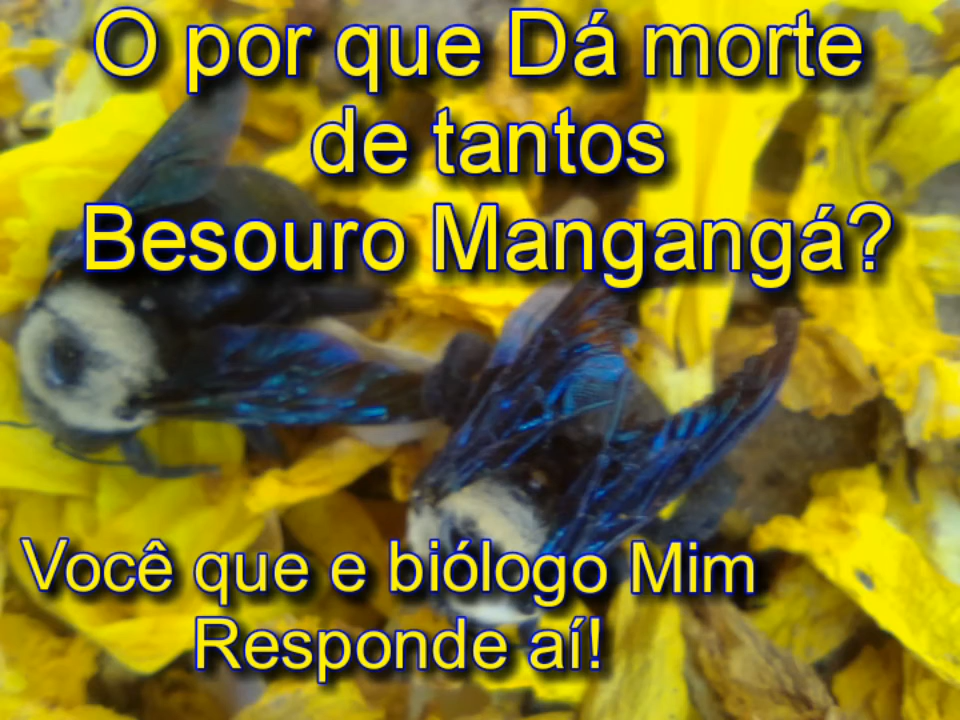 O por que Dá morte
de tantos
Besouro Mangangá?
Você que e biólogo Mim
Responde aí!